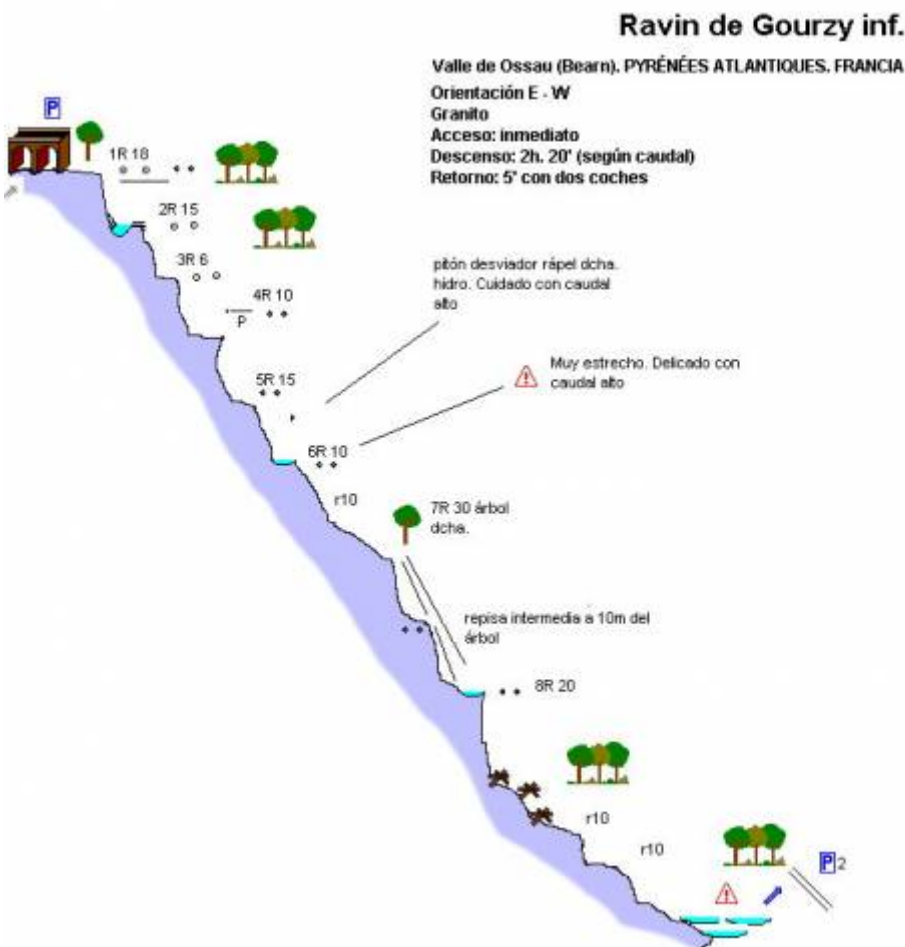 Ravin de Gourzy inf.
Valle de Ossau (Bearn). PYRÉNÉES ATLANTIQUES. FRANCIA
Orientación E - W
Granito
Acceso: inmediato
Descenso: 2h. 20' (según caudal)
Retorno: 5' con dos coches
P
1R 18
2R 15
3R 6
4R 10
P
pitón desviador rápel dcha.
hidro. Cuidado con caudal
alto
5R 15
Muy estrecho. Delicado con
caudal alto
6R 10
r10
7R 30 árbol
dcha.
repisa intermedia a 10m del
árbol
8R 20
r10
r10
P 2